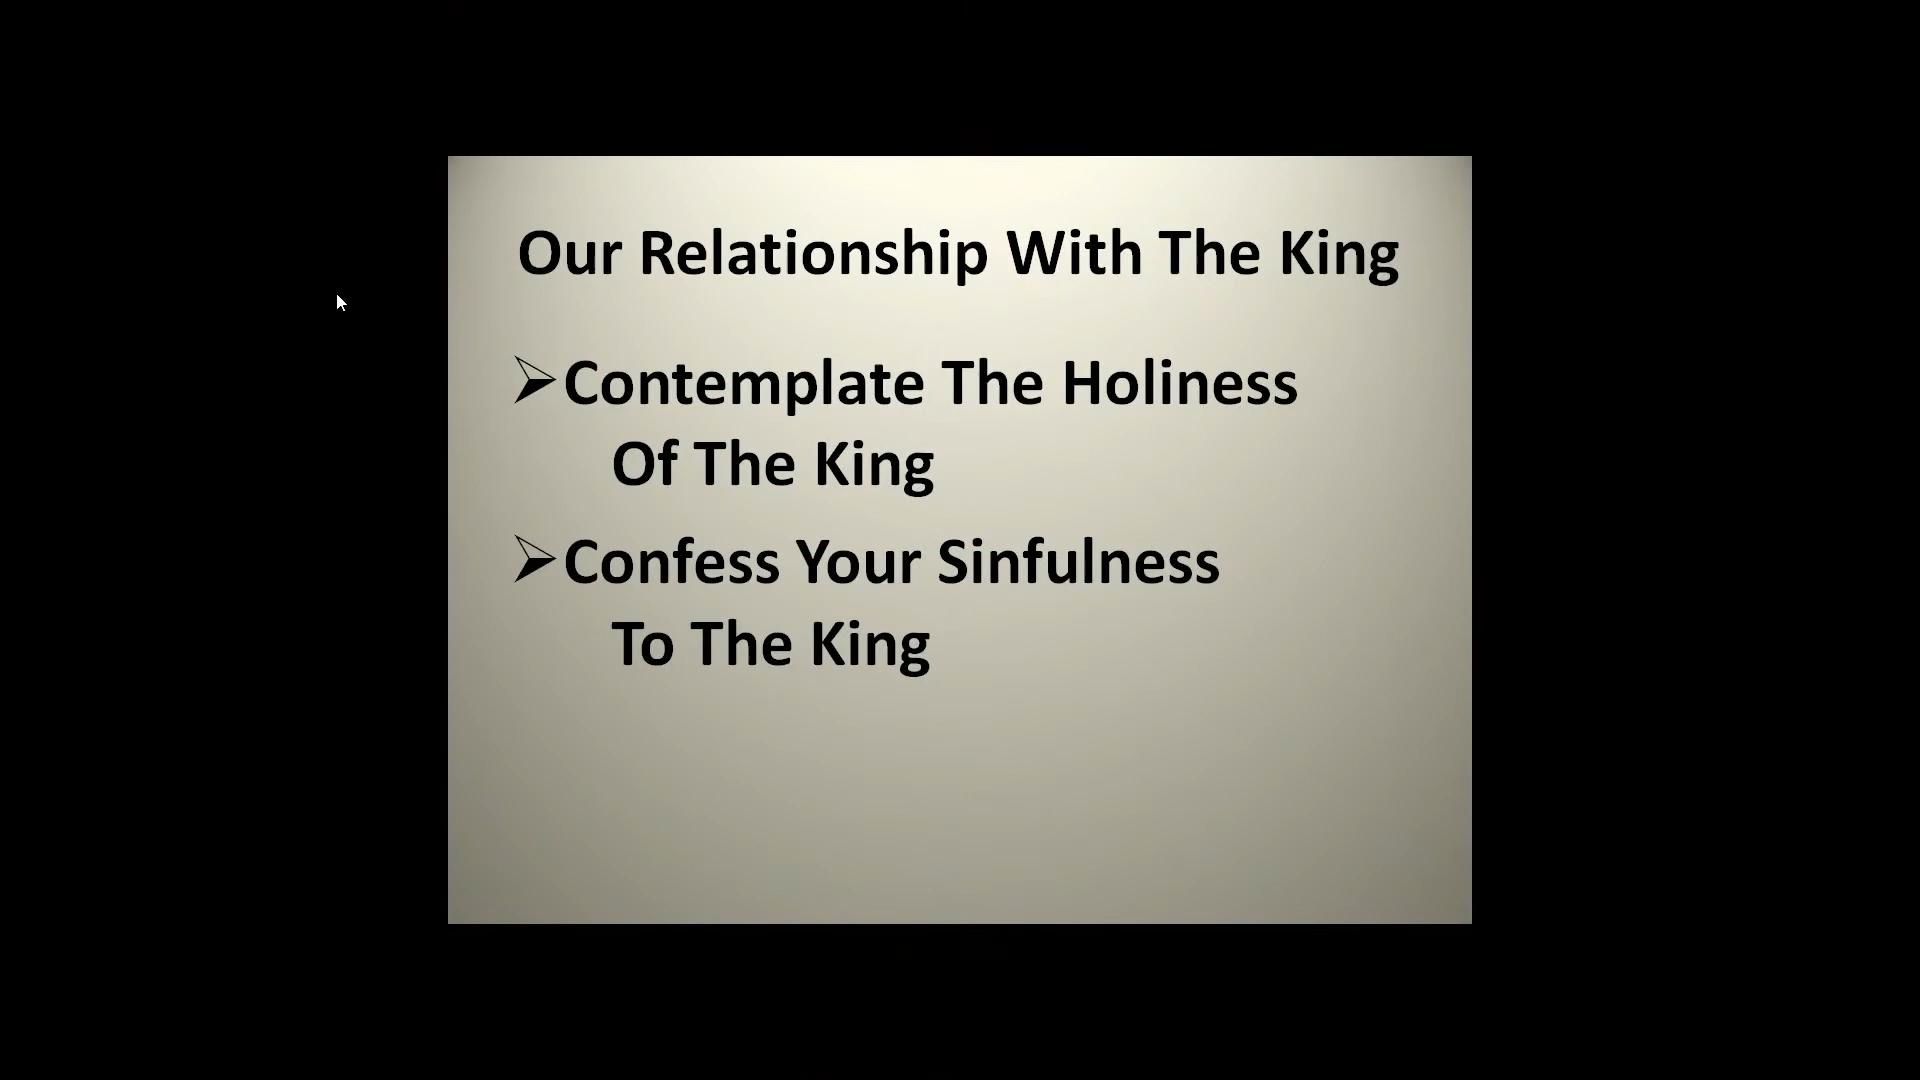 Our Relationship With The King
➢Contemplate The Holiness
Of The King
➢Confess Your Sinfulness
To The King